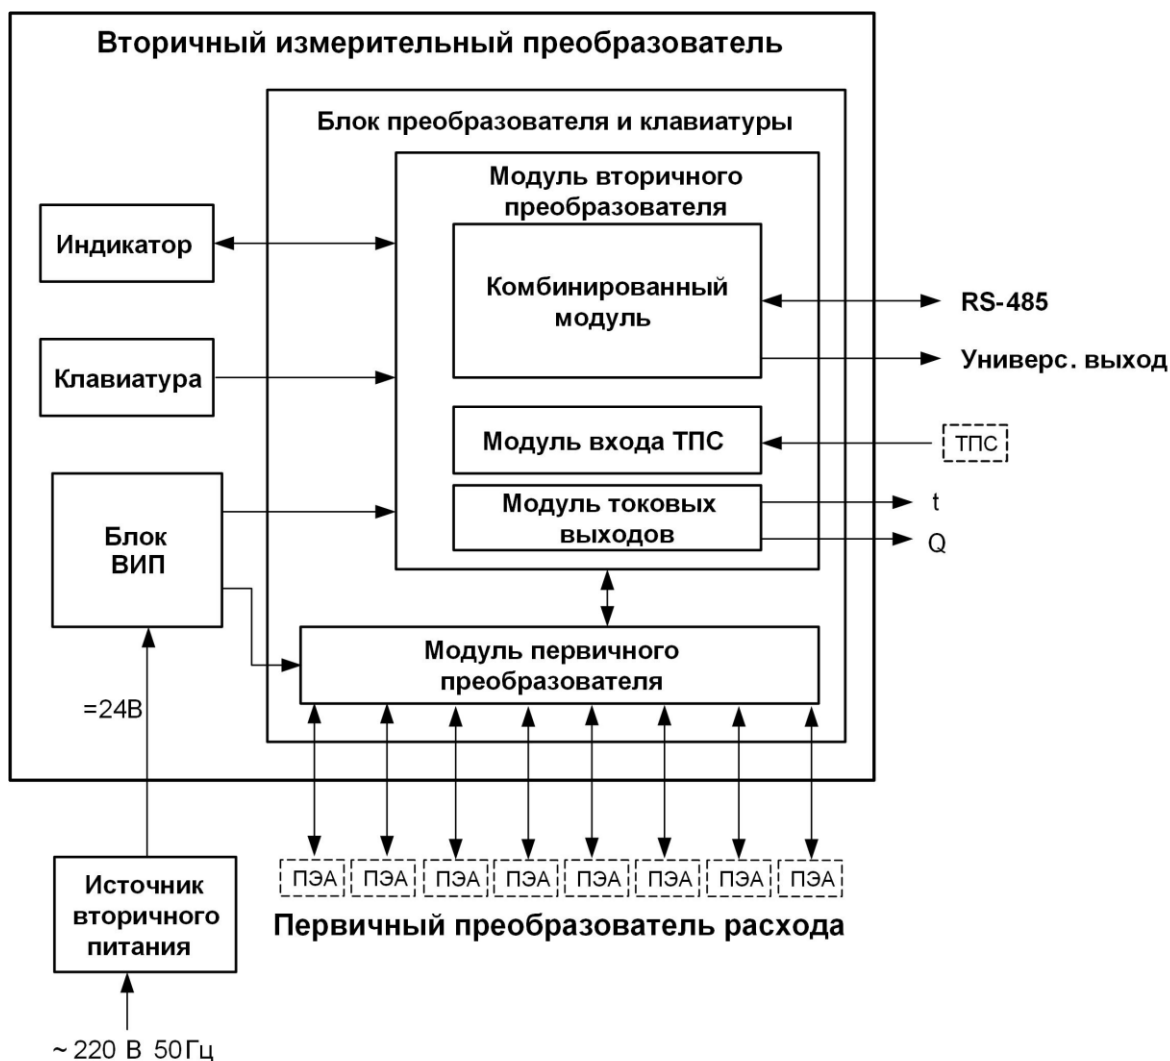 Вторичный измерительный преобразователь
Блок преобразователя и клавиатуры
Модуль вторичного
преобразователя
Индикатор
Комбинированный
модуль
RS-485
Универс. выход
Клавиатура
Модуль входа ТПС
ТПС
Блок
ВИП
Модуль токовых
выходов
t
Q
Модуль первичного
преобразователя
=24В
ПЭА ПЭА ПЭА ПЭА ПЭА ПЭА ПЭА ПЭА
Первичный преобразователь расхода
Источник
вторичного
питания
~ 220 В 50Гц